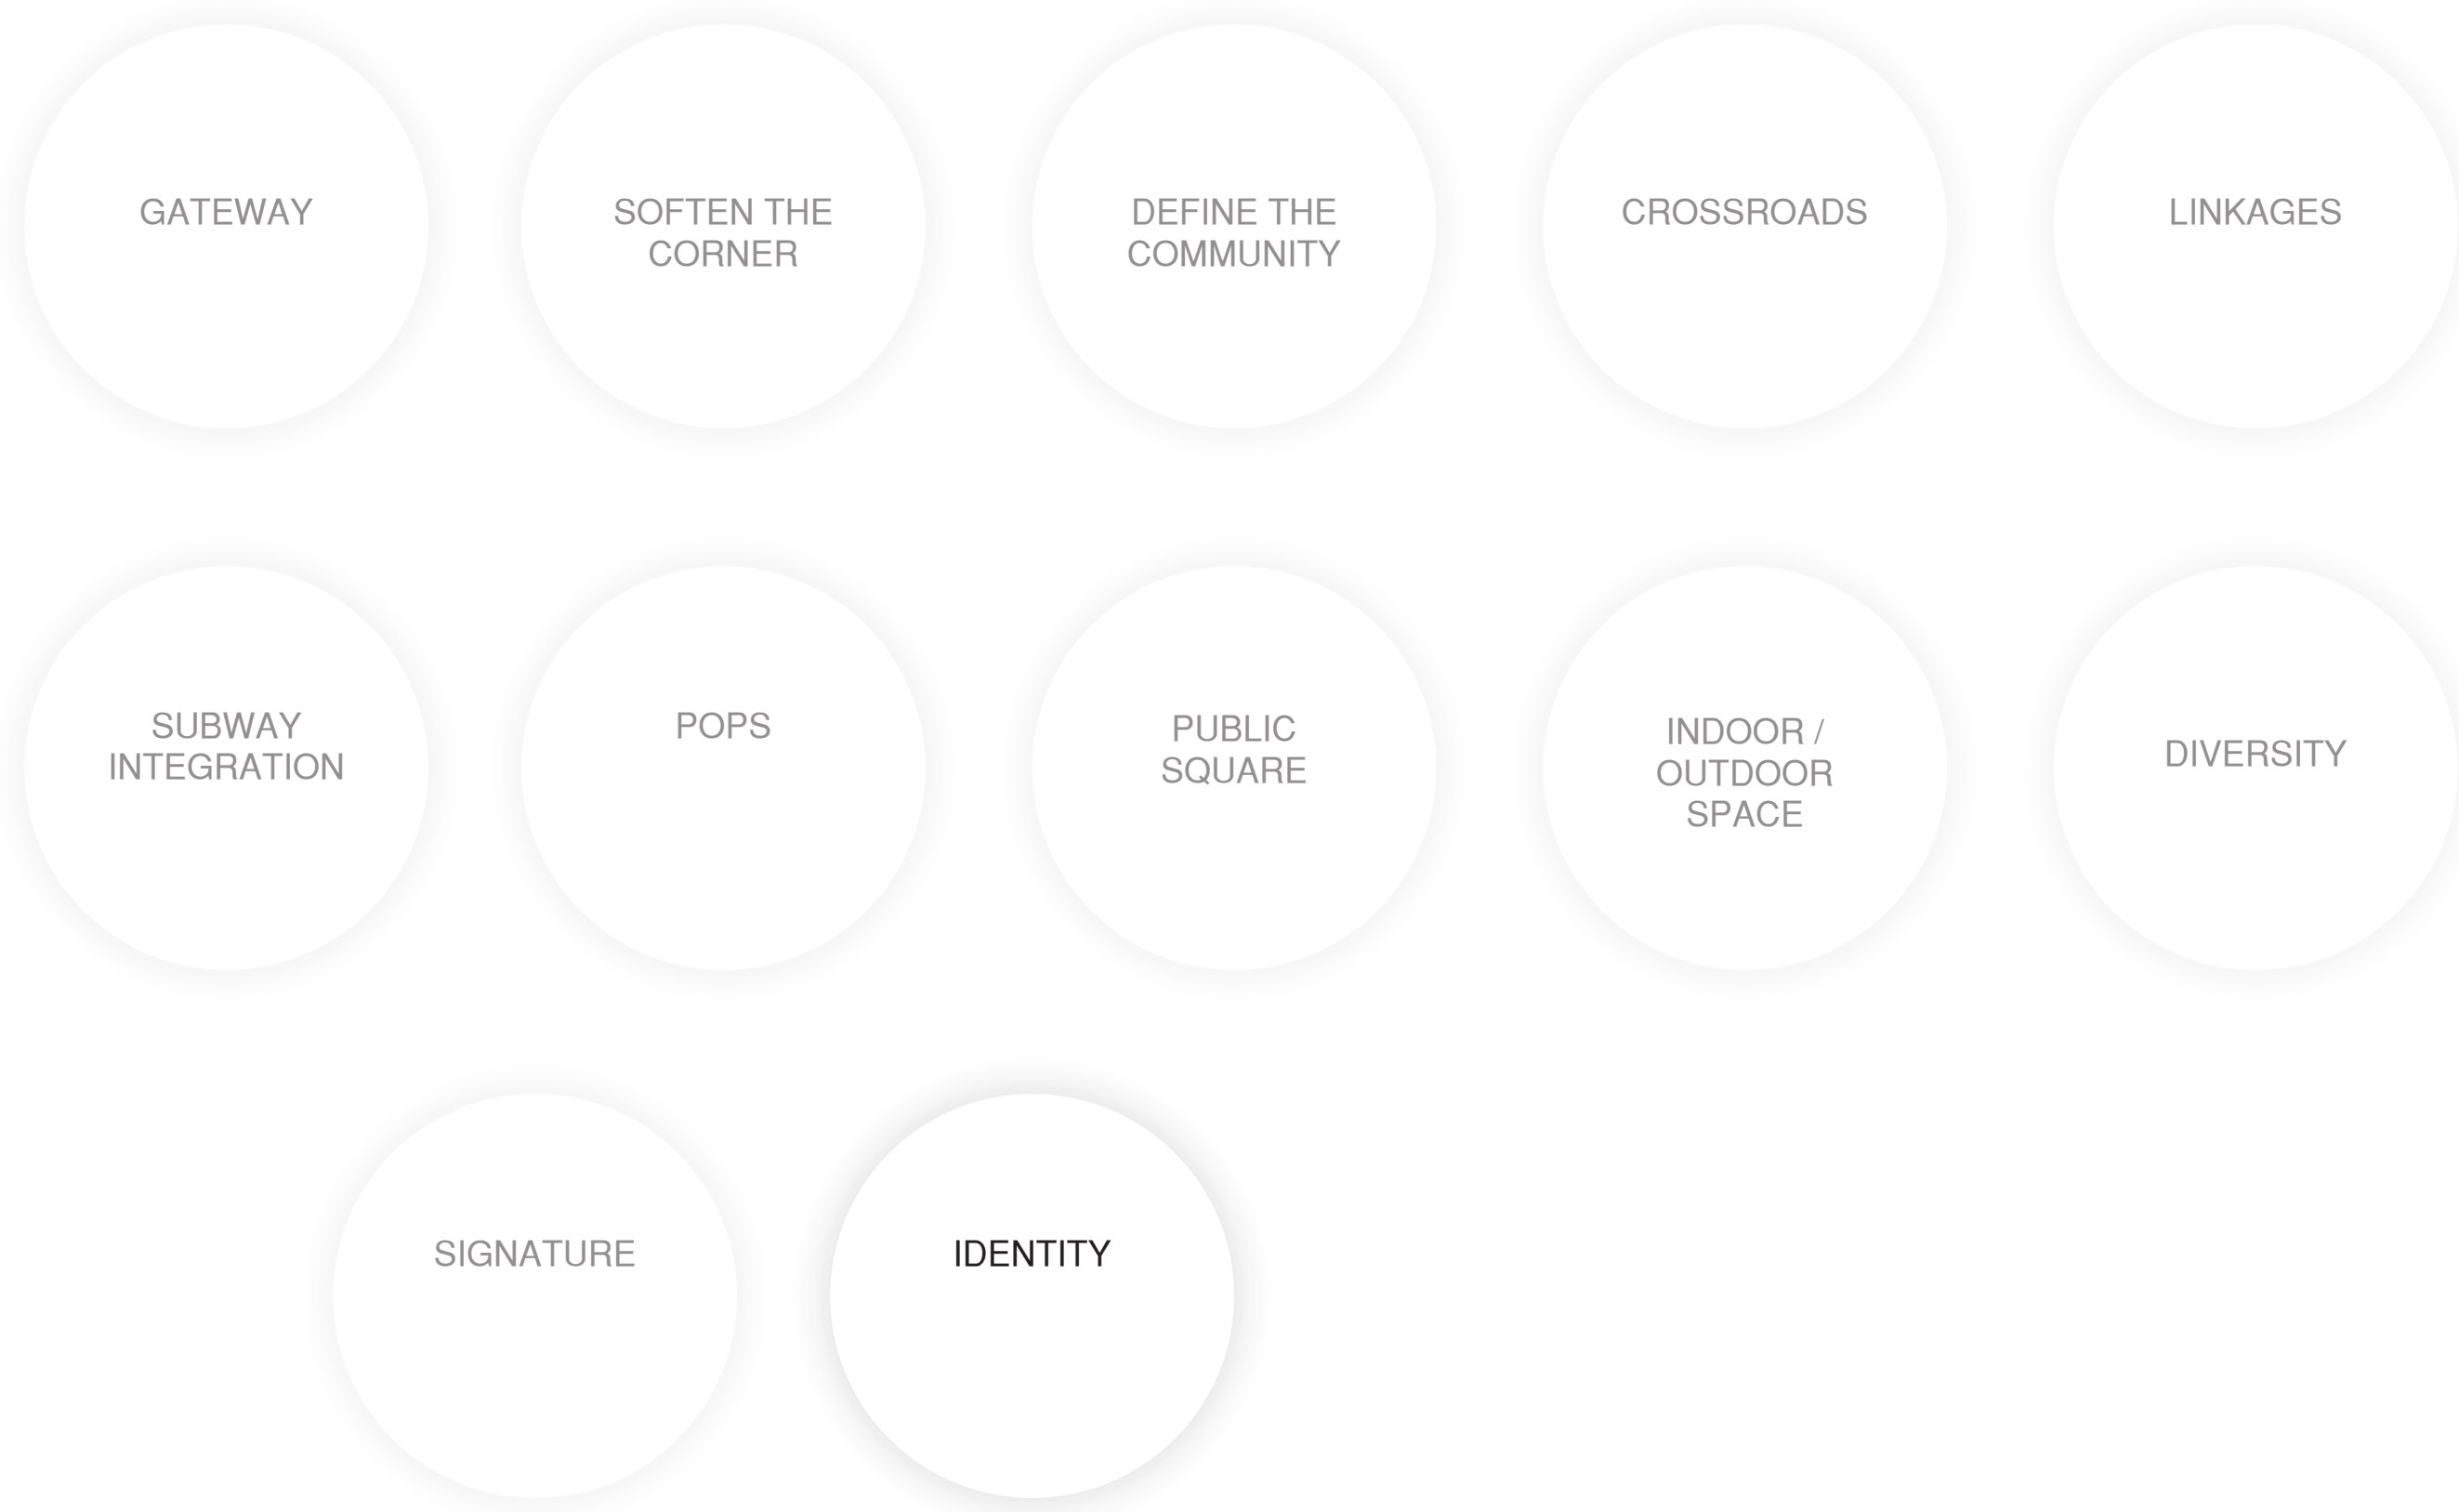 GATEWAY
SOFTEN THE
CORNER
DEFINE THE
COMMUNITY
CROSSROADS
LINKAGES
SUBWAY
INTEGRATION
POPS
PUBLIC
SQUARE
INDOOR /
OUTDOOR
SPACE
DIVERSITY
SIGNATURE
IDENTITY